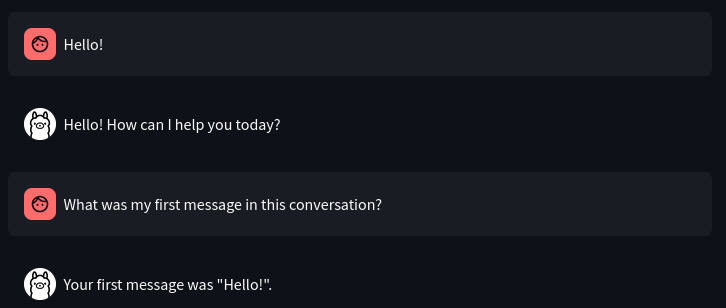 Hello!
Hello! How can I help you today?
What was my first message in this conversation?
Your first message was "Hello!".